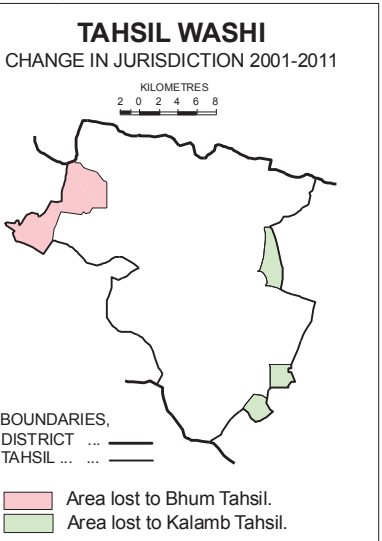 TAHSIL WASHI
CHANGE IN JURISDICTION 2001-2011
KILOMETRES
2 0 2 4 6 8
BOUNDARIES,
DISTRICT ...
TAHSIL ... ...
Area lost to Bhum Tahsil.
Area lost to Kalamb Tahsil.